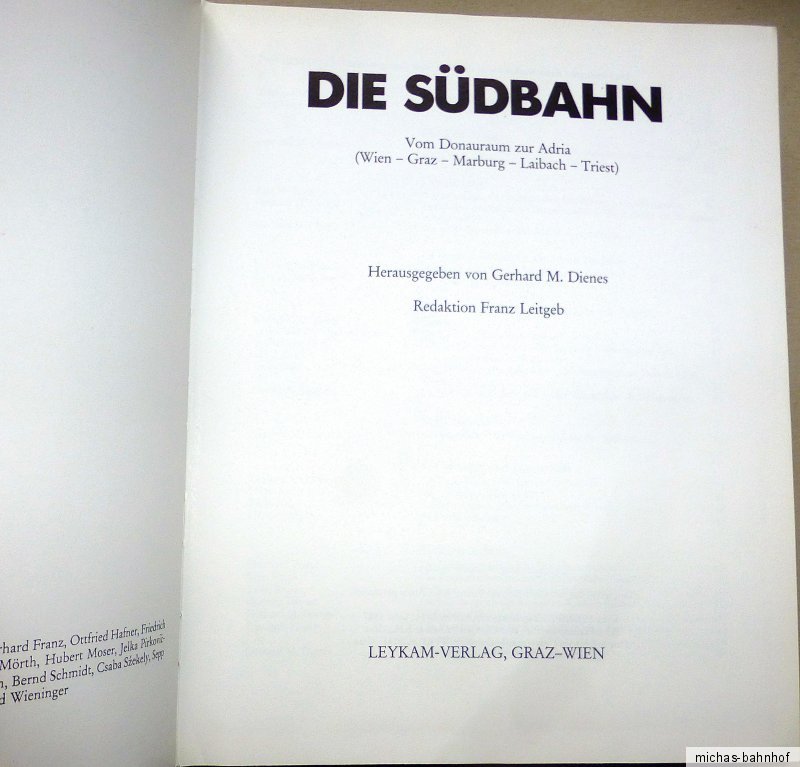 DIE SÜDBAHN
Vom Donauraum zur Adria
(Wien – Graz – Marburg – Laibach – Triest)
Herausgegeben von Gerhard M. Dienes
Redaktion Franz Leitgeb
LEYKAM-VERLAG, GRAZ–WIEN
Franz, Ottfried Hafner, Friedrich
Mörth, Hubert Moser, Jelka Pirkovič-
Bernd Schmidt, Csaba Székely, Sepp
Wieninger
michas-bahnhof